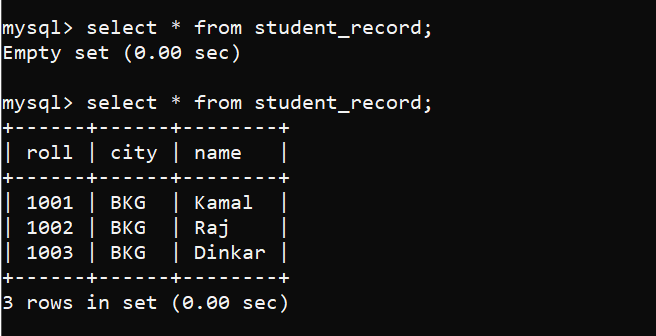 mysql> select * from student_record;
Empty set (0.00 sec)
mysql> select * from student_record;
+------+------+--------+
| roll | city | name   |
+------+------+--------+
| 1001 | BKG  | Kamal  |
| 1002 | BKG  | Raj    |
| 1003 | BKG  | Dinkar |
+------+------+--------+
3 rows in set (0.00 sec)